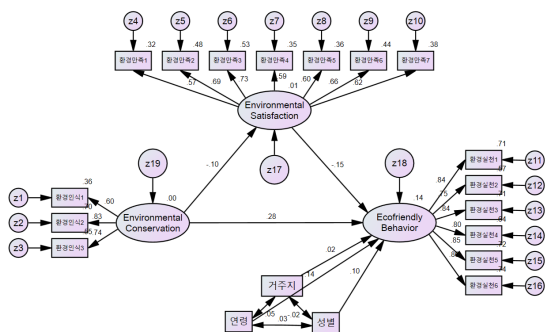 z4 z5 z6 z7 z8 z9 z10
.32 .48 .53 .35 .36 .44 .38
환경만족1 환경만족2 환경만족3 환경만족4 환경만족5 환경만족6 환경만족7
.57 .69 .73 .59 .60 .66 .62
.01
Environmental
Satisfaction
z19 z17 z18
-.10 -.15
z1 환경인식1 .36 .60
z2 환경인식2 .70 .83
z3 환경인식3 .55 .74
.00
Environmental
Conservation
.28
.14
Ecofriendly
Behavior
.71 환경실천1 z11 .84
.57 환경실천2 z12 .75
.71 환경실천3 z13 .84
환경실천4 z14 .80
.72 환경실천5 z15 .85
.74 환경실천6 z16
.02
.14
.10
거주지
.05 -.02
연령 .03 성별